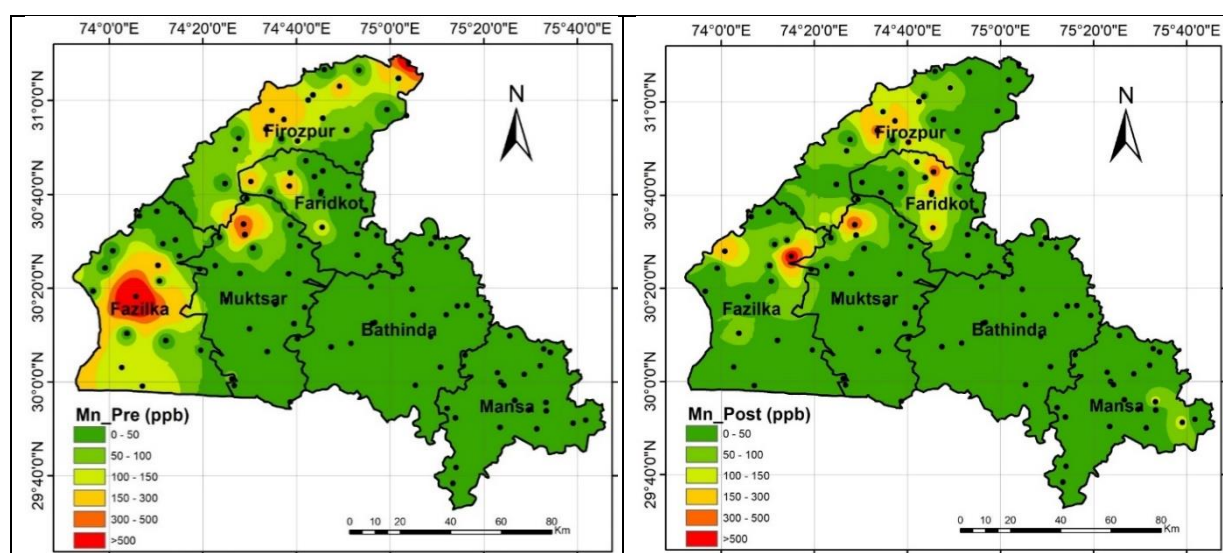 74°0'0"E 74°20'0"E 74°40'0"E 75°0'0"E 75°20'0"E 75°40'0"E
31°0'0"N
30°40'0"N
30°20'0"N
30°0'0"N
29°40'0"N
N
Firozpur
Faridkot
Fazilka
Muktsar
Bathinda
Mansa
Mn_Pre (ppb)
0 - 50
50 - 100
100 - 150
150 - 300
300 - 500
>500
0 10 20 40 60 80
Km
74°0'0"E 74°20'0"E 74°40'0"E 75°0'0"E 75°20'0"E 75°40'0"E
31°0'0"N
30°40'0"N
30°20'0"N
30°0'0"N
29°40'0"N
N
Firozpur
Faridkot
Fazilka
Muktsar
Bathinda
Mansa
Mn_Post (ppb)
0 - 50
50 - 100
100 - 150
150 - 300
300 - 500
>500
0 10 20 40 60 80
Km